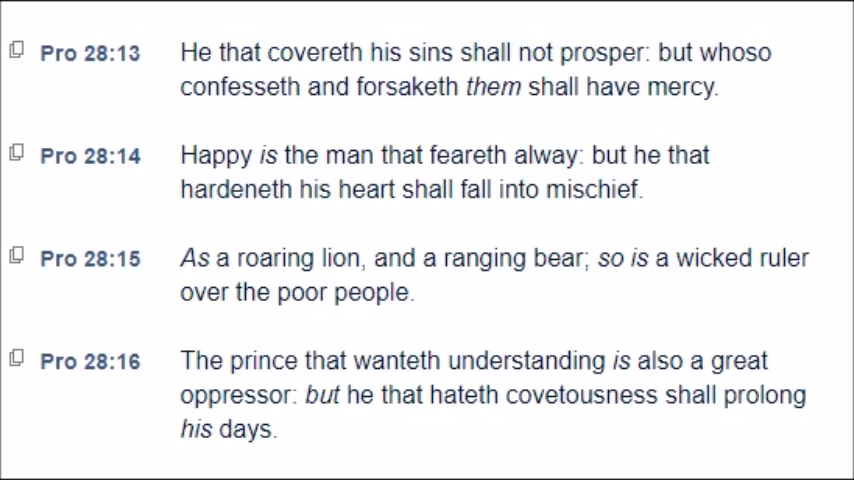 Pro 28:13 He that covereth his sins shall not prosper: but whoso
confesseth and forsaketh them shall have mercy.
Pro 28:14 Happy is the man that feareth alway: but he that
hardeneth his heart shall fall into mischief.
Pro 28:15 As a roaring lion, and a ranging bear; so is a wicked ruler
over the poor people.
Pro 28:16 The prince that wanteth understanding is also a great
oppressor: but he that hateth covetousness shall prolong
his days.